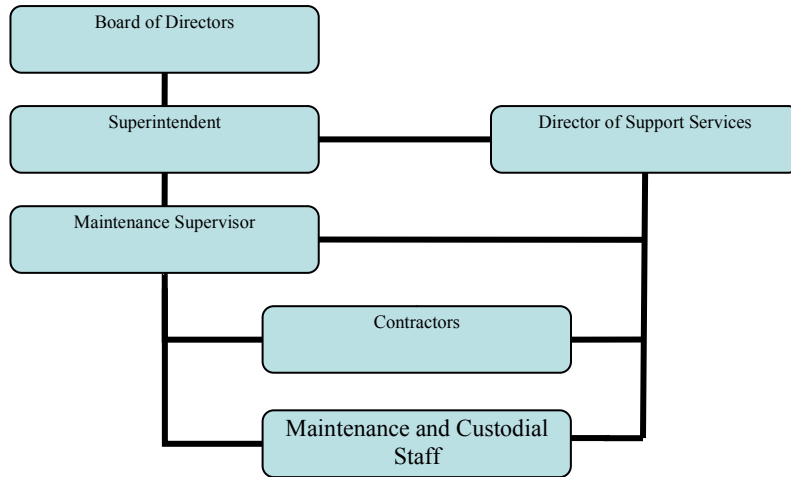 Board of Directors
Superintendent
Director of Support Services
Maintenance Supervisor
Contractors
Maintenance and Custodial
Staff